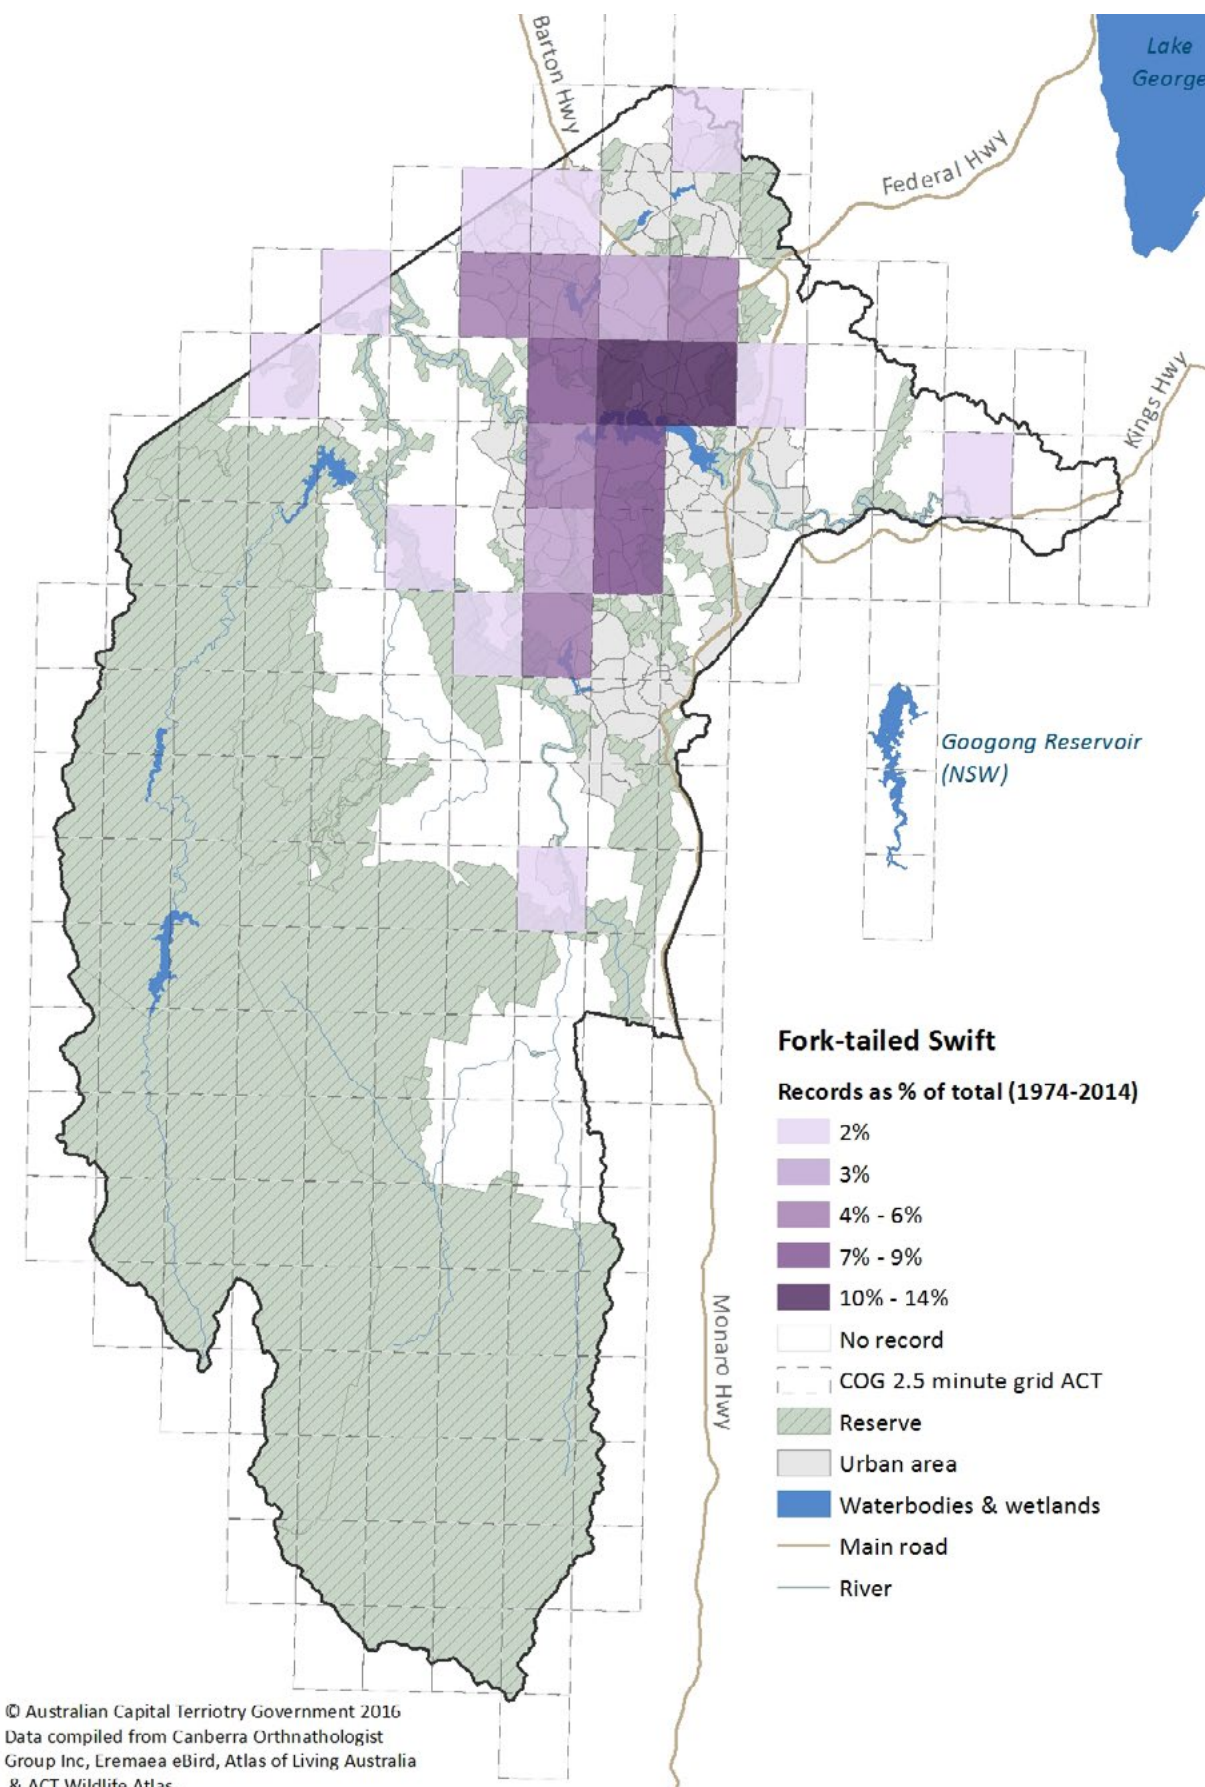 Lake
George
Barton Hwy
Federal Hwy
Kings Hwy
Googong Reservoir
(NSW)
Fork-tailed Swift
Records as % of total (1974-2014)
2%
3%
4% - 6%
7% - 9%
10% - 14%
No record
COG 2.5 minute grid ACT
Reserve
Urban area
Waterbodies & wetlands
Main road
River
Monaro Hwy
© Australian Capital Terriotry Government 2016
Data compiled from Canberra Orthnathologist
Group Inc, Eremaea eBird, Atlas of Living Australia
& ACT Wildlife Atlas